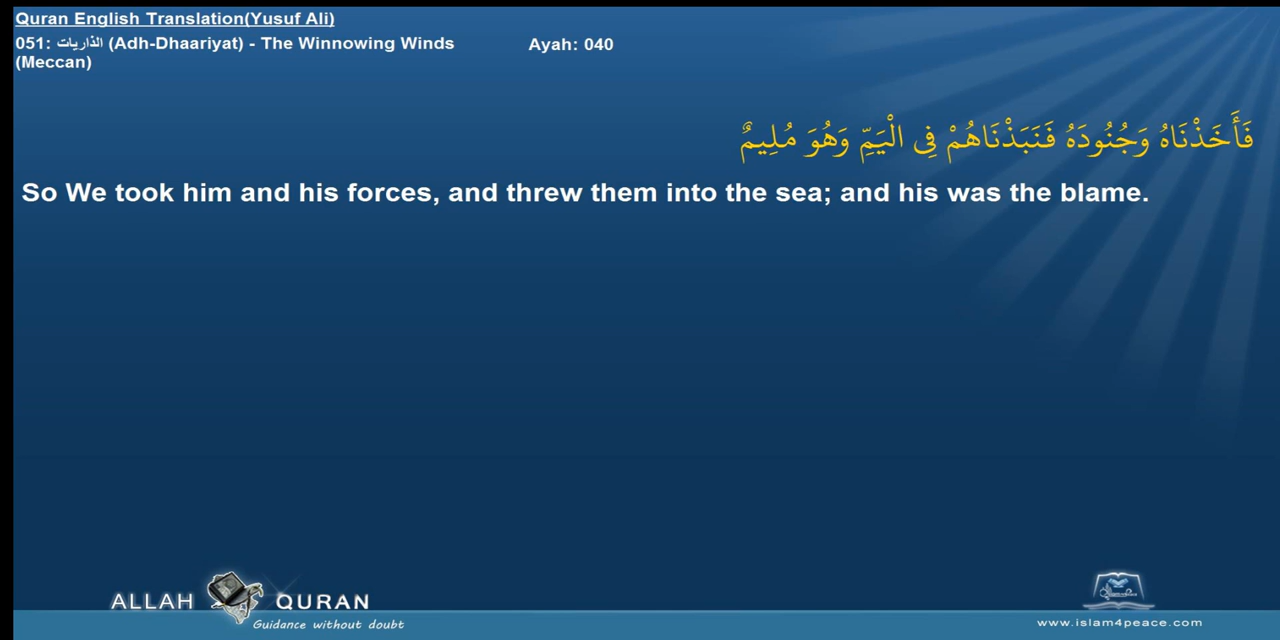 Quran English Translation(Yusuf Ali)
051: الذاريات (Adh-Dhaariyat) - The Winnowing Winds
(Meccan)
Ayah: 040
فَأَخَذْنَاهُ وَجُنُودَهُ فَنَبَذْنَاهُمْ فِي الْيَمِّ وَهُوَ مُلِيمٌ
So We took him and his forces, and threw them into the sea; and his was the blame.
ALLAH QURAN
Guidance without doubt
www.islam4peace.com